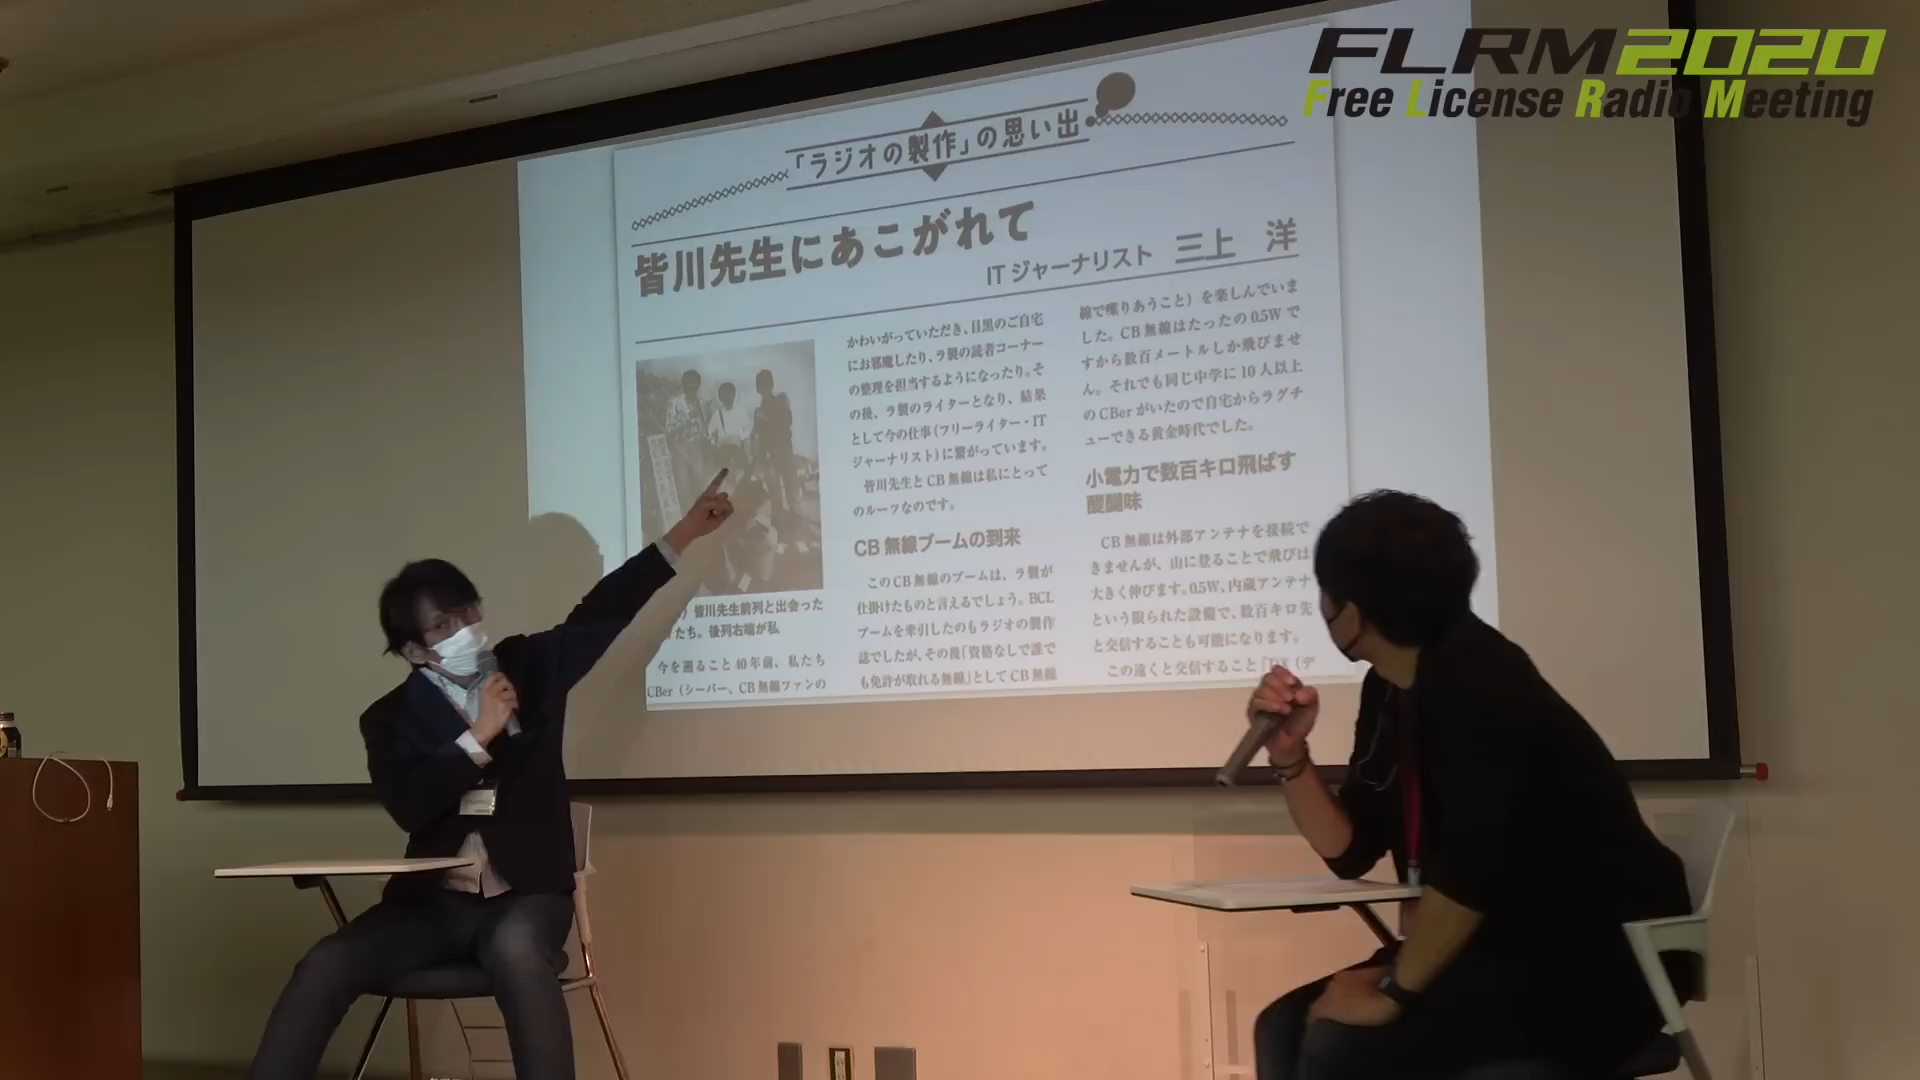 FLRM2020
Free License Radio Meeting
「ラジオの製作」の思い出
皆川先生にあこがれて
ITジャーナリスト 三上 洋
皆川先生前列と出会った
たち。後列右端が私
今を遡ること40年前、私たち
CBer(シーバー、CB無線ファンの
かわいがっていただき、目黒のご自宅
にお邪魔したり、ラ製の読者コーナー
の整理を担当するようになったり。そ
の後、ラ製のライターとなり、結果
として今の仕事(フリーライター・IT
ジャーナリスト)に繋がっています。
皆川先生とCB無線は私にとって
のルーツなのです。
CB無線ブームの到来
このCB無線のブームは、ラ製が
仕掛けたものと言えるでしょう。BCL
ブームを牽引したのもラジオの製作
誌でしたが、その後「資格なしで誰で
も免許が取れる無線」としてCB無線
線で喋りあうこと)を楽しんでいま
した。CB無線はたったの0.5Wで
すから数百メートルしか飛びませ
ん。それでも同じ中学に10人以上
のCBerがいたので自宅からラグチ
ューできる黄金時代でした。
小電力で数百キロ飛ばす
醍醐味
CB無線は外部アンテナを接続で
きませんが、山に登ることで飛びは
大きく伸びます。0.5W、内蔵アンテナ
という限られた設備で、数百キロ先
と交信することも可能になります。
この遠くと交信すること「DX(デ